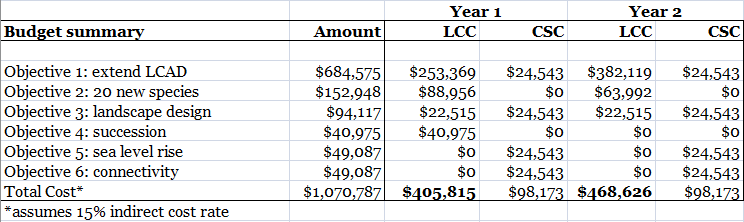 Year 1 Year 2
Budget summary Amount LCC CSC LCC CSC
Objective 1: extend LCAD $684,575 $253,369 $24,543 $382,119 $24,543
Objective 2: 20 new species $152,948 $88,956 $0 $63,992 $0
Objective 3: landscape design $94,117 $22,515 $24,543 $22,515 $24,543
Objective 4: succession $40,975 $40,975 $0 $0 $0
Objective 5: sea level rise $49,087 $0 $24,543 $0 $24,543
Objective 6: connectivity $49,087 $0 $24,543 $0 $24,543
Total Cost* $1,070,787 $405,815 $98,173 $468,626 $98,173
*assumes 15% indirect cost rate